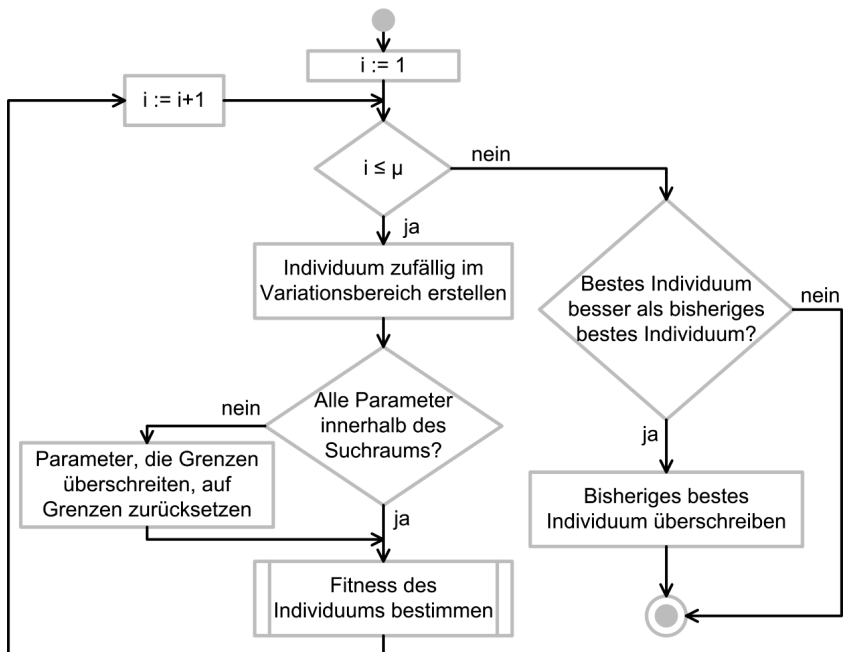 i := 1
i := i+1
i ≤ µ
nein
ja
Individuum zufällig im
Variationsbereich erstellen
Bestes Individuum
besser als bisheriges
bestes Individuum?
nein
nein
Alle Parameter
innerhalb des
Suchraums?
ja
Parameter, die Grenzen
überschreiten, auf
Grenzen zurücksetzen
ja
Bisheriges bestes
Individuum überschreiben
Fitness des
Individuums bestimmen